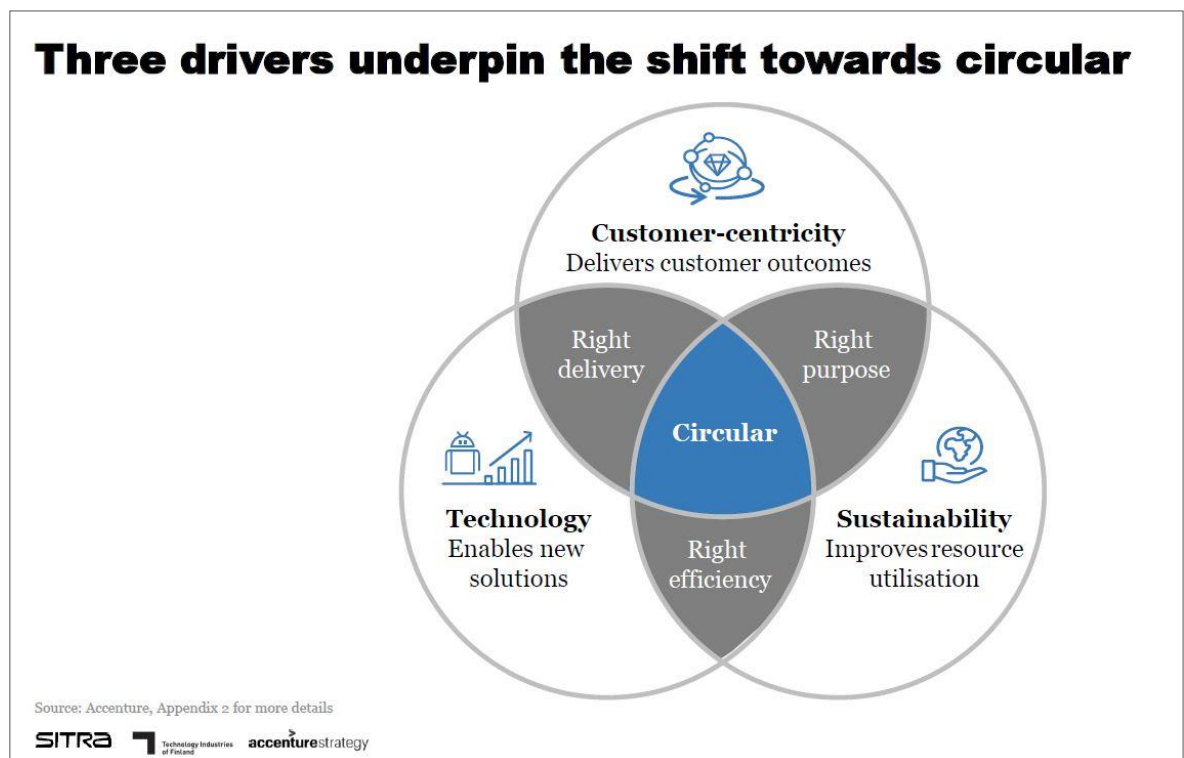 Three drivers underpin the shift towards circular
Customer-centricity
Delivers customer outcomes
Right
delivery
Right
purpose
Circular
Technology
Enables new
solutions
Sustainability
Improves resource
utilisation
Right
efficiency
Source: Accenture, Appendix 2 for more details
SITRA
Technology Industries
of Finland
accenturestrategy